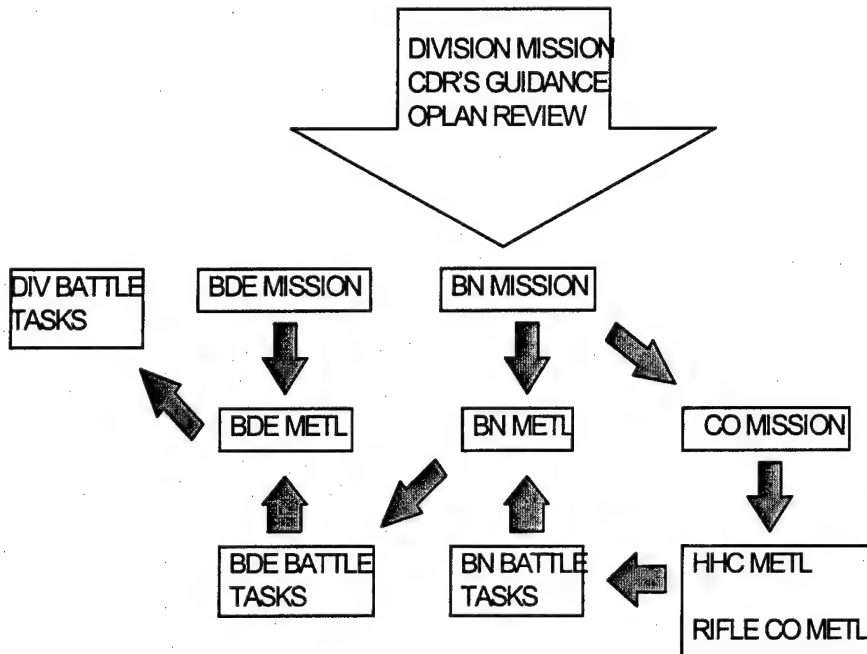 DIVISION MISSION
CDR'S GUIDANCE
OPLAN REVIEW
DIV BATTLE
TASKS
BDE MISSION
BN MISSION
BDE METL
BN METL
CO MISSION
BDE BATTLE
TASKS
BN BATTLE
TASKS
HHC METL
RIFLE CO METL